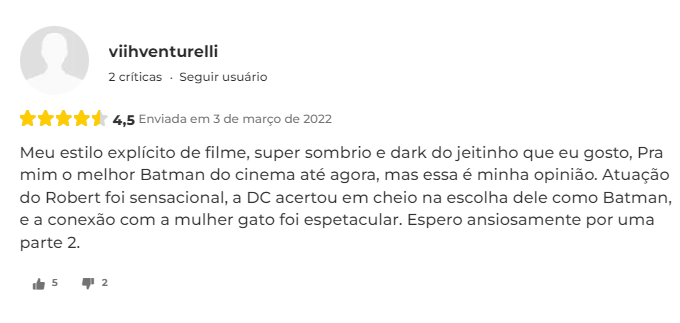 viihventurelli
2 críticas · Seguir usuário
4,5 Enviada em 3 de março de 2022
Meu estilo explícito de filme, super sombrio e dark do jeitinho que eu gosto, Pra
mim o melhor Batman do cinema até agora, mas essa é minha opinião. Atuação
do Robert foi sensacional, a DC acertou em cheio na escolha dele como Batman,
e a conexão com a mulher gato foi espetacular. Espero ansiosamente por uma
parte 2.
5 2